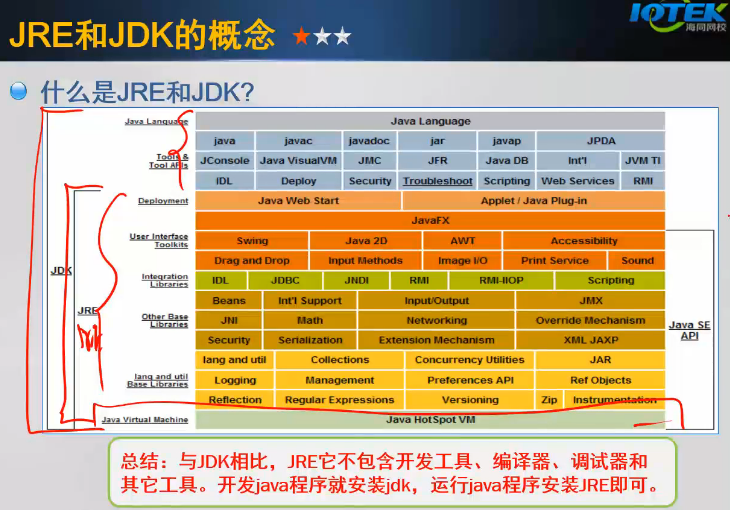 JRE和JDK的概念
IOTEK
海同网校
什么是JRE和JDK?
Java Language
Java Language
java javac javadoc jar javap JPDA
Tools &
Tool APIs
JConsole Java VisualVM JMC JFR Java DB Int'l JVM TI
IDL Deploy Security Troubleshoot Scripting Web Services RMI
Deployment
Java Web Start Applet / Java Plug-in
JavaFX
User Interface
Toolkits
Swing Java 2D AWT Accessibility
Drag and Drop Input Methods Image I/O Print Service Sound
Integration
Libraries
IDL JDBC JNDI RMI RMI-IIOP Scripting
JDK
JRE
Other Base
Libraries
Beans Int'l Support Input/Output JMX
JNI Math Networking Override Mechanism
Security Serialization Extension Mechanism XML JAXP
Java SE
API
lang and util
Base Libraries
lang and util Collections Concurrency Utilities JAR
Logging Management Preferences API Ref Objects
Reflection Regular Expressions Versioning Zip Instrumentation
Java Virtual Machine
Java HotSpot VM
总结：与JDK相比，JRE它不包含开发工具、编译器、调试器和
其它工具。开发java程序就安装jdk，运行java程序安装JRE即可。